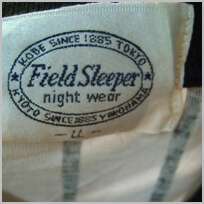 KOBE SINCE 1885 TOKYO
Field Sleeper
night wear
KYOTO SINCE 1885 YOKOHAMA
- LL -